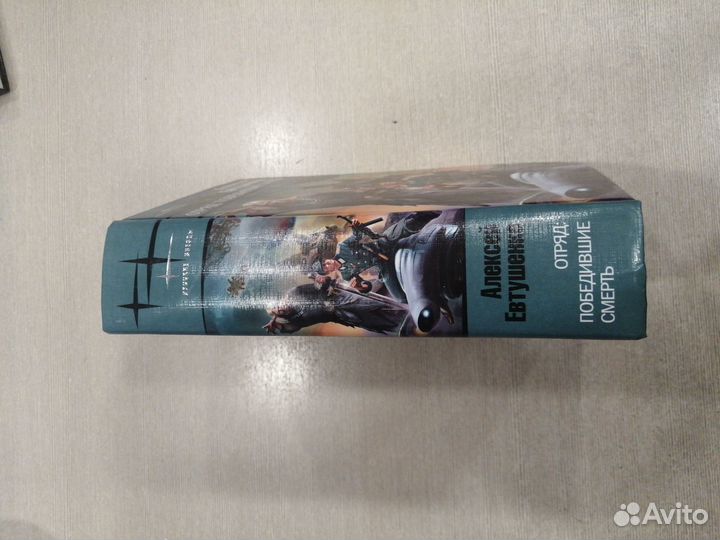 Алексей
Евтушенко
ОТРЯД:
ПОБЕДИВШИЕ
СМЕРТЬ
Avito